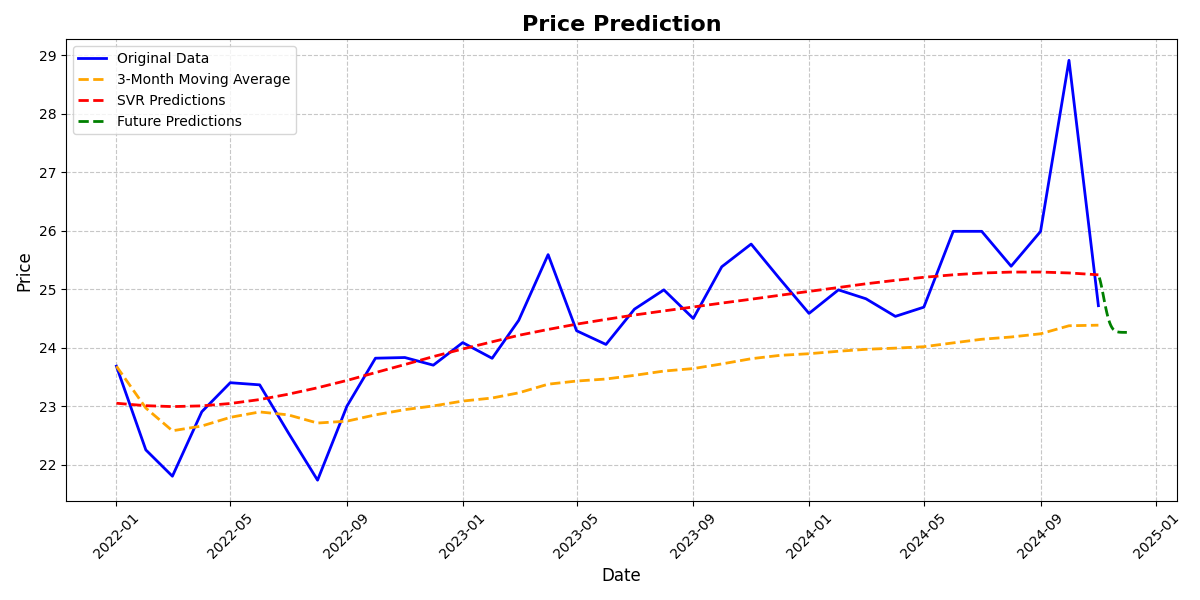 Price Prediction
Original Data
3-Month Moving Average
SVR Predictions
Future Predictions
29
28
27
26
25
24
23
22
Price
2022-01
2022-05
2022-09
2023-01
2023-05
2023-09
2024-01
2024-05
2024-09
2025-01
Date